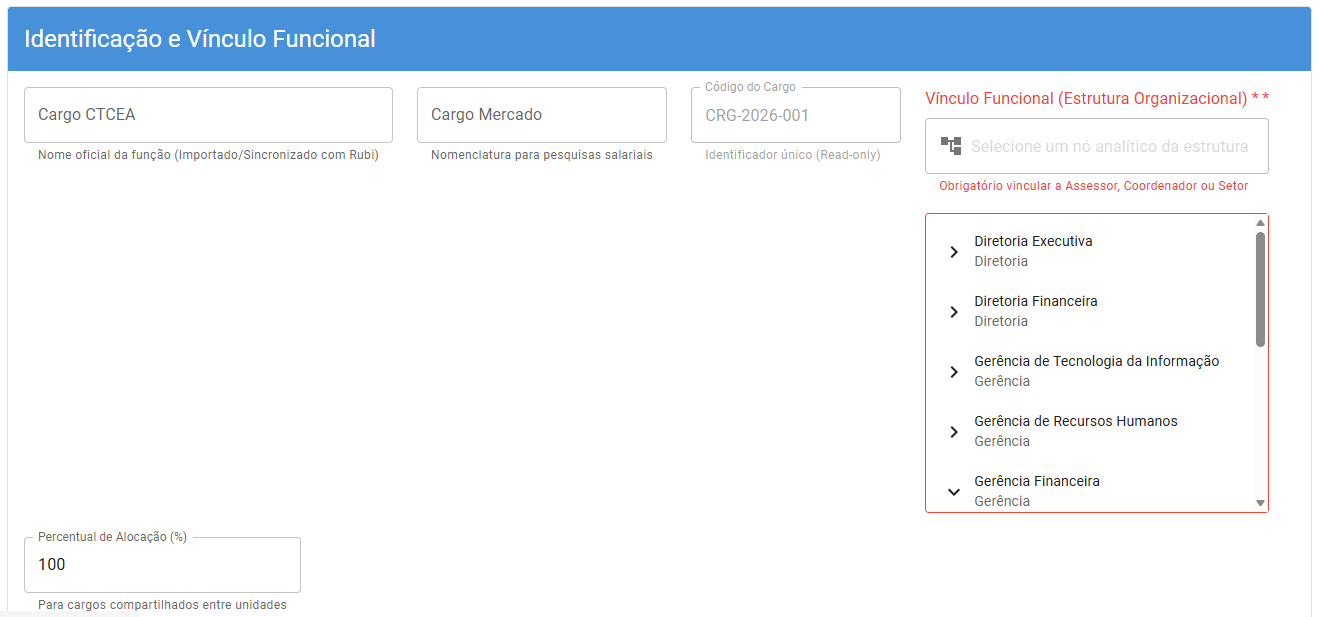 Identificação e Vínculo Funcional
Cargo CTCEA
Nome oficial da função (Importado/Sincronizado com Rubi)
Cargo Mercado
Nomenclatura para pesquisas salariais
Código do Cargo
CRG-2026-001
Identificador único (Read-only)
Vínculo Funcional (Estrutura Organizacional) * *
Selecione um nó analítico da estrutura
Obrigatório vincular a Assessor, Coordenador ou Setor
Diretoria Executiva
Diretoria
Diretoria Financeira
Diretoria
Gerência de Tecnologia da Informação
Gerência
Gerência de Recursos Humanos
Gerência
Gerência Financeira
Gerência
Percentual de Alocação (%)
100
Para cargos compartilhados entre unidades